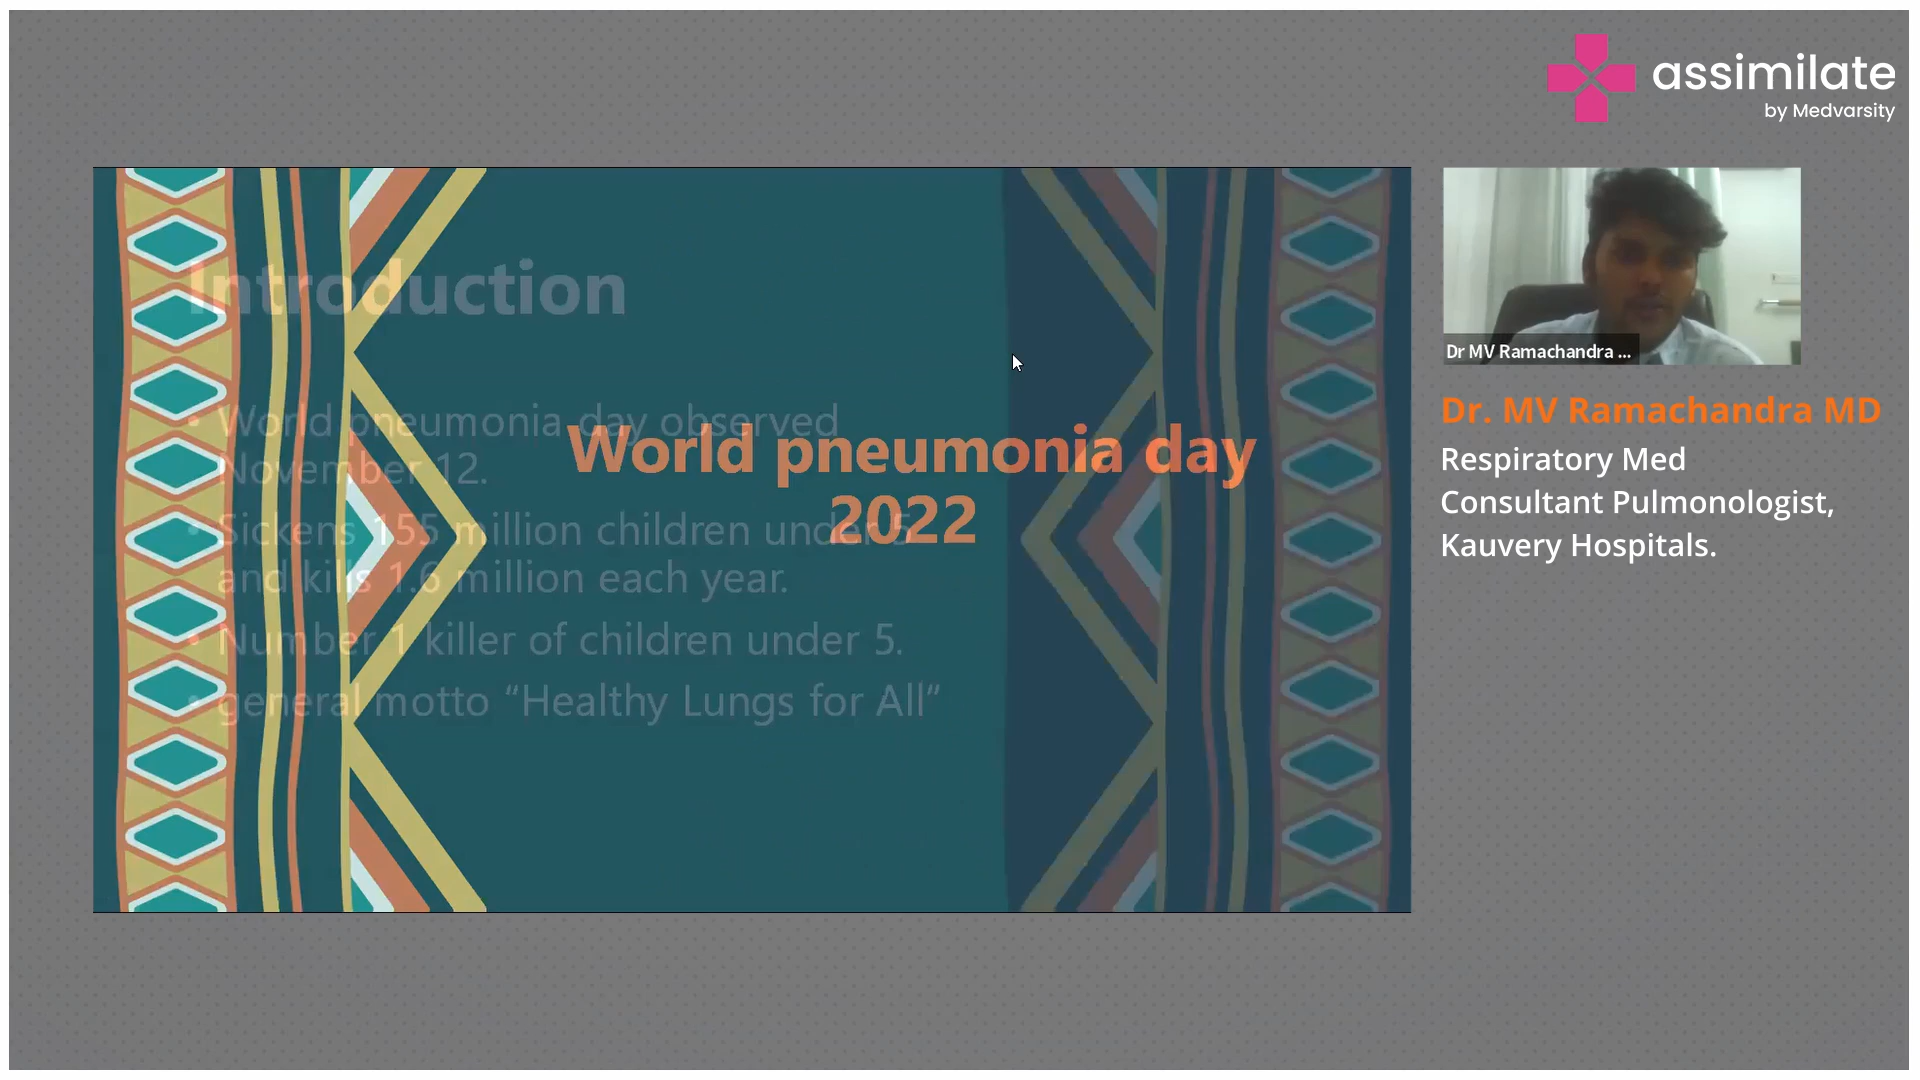 assimilate
by Medvarsity
Introduction
• World pneumonia day observed
November 12.
• Sickens 155 million children under 5
and kills 1.6 million each year.
• Number 1 killer of children under 5.
• general motto “Healthy Lungs for All”
World pneumonia day
2022
Dr MV Ramachandra ...
Dr. MV Ramachandra MD
Respiratory Med
Consultant Pulmonologist,
Kauvery Hospitals.